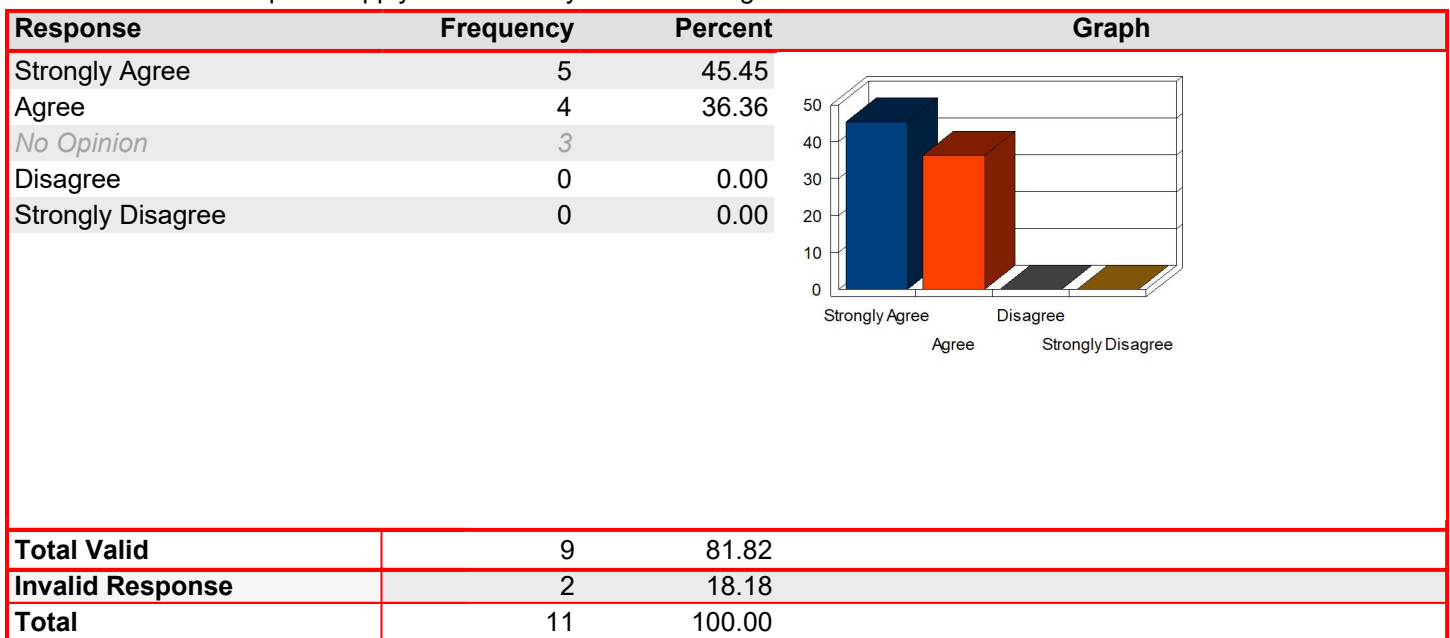 Response Frequency Percent Graph
Strongly Agree 5 45.45
Agree 4 36.36
No Opinion 3
Disagree 0 0.00
Strongly Disagree 0 0.00
50
40
30
20
10
0
Strongly Agree Disagree
Agree Strongly Disagree
Total Valid 9 81.82
Invalid Response 2 18.18
Total 11 100.00